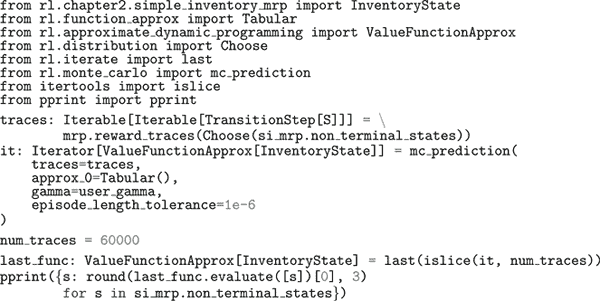 from rl.chapter2.simple_inventory_mrp import InventoryState
from rl.function_approx import Tabular
from rl.approximate_dynamic_programming import ValueFunctionApprox
from rl.distribution import Choose
from rl.iterate import last
from rl.monte_carlo import mc_prediction
from itertools import islice
from pprint import pprint
traces: Iterable[Iterable[TransitionStep[S]]] = \
        mrp.reward_traces(Choose(si_mrp.non_terminal_states))
it: Iterator[ValueFunctionApprox[InventoryState]] = mc_prediction(
    traces=traces,
    approx_0=Tabular(),
    gamma=user_gamma,
    episode_length_tolerance=1e-6
)
num_traces = 60000
last_func: ValueFunctionApprox[InventoryState] = last(islice(it, num_traces))
pprint({s: round(last_func.evaluate([s])[0], 3)
        for s in si_mrp.non_terminal_states})